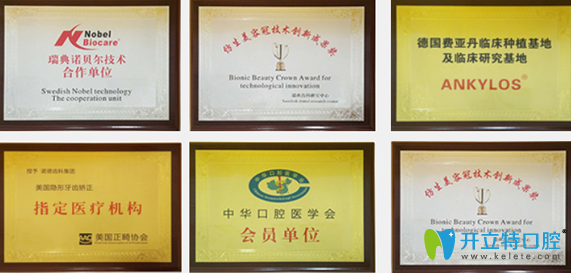 Nobel
Biocare®
瑞典诺贝尔技术
合作单位
Swedish Nobel technology
The cooperation unit
仿生美容冠技术创新成果奖
Bionic Beauty Crown Award for
technological innovation
德国费亚丹临床种植基地
及临床研究基地
ANKYLOS®
美国隐形牙齿矫正
指定医疗机构
美国正畸协会
中华口腔医学会
会员单位
仿生美容冠技术创新成果奖
Bionic Beauty Crown Award for
technological innovation
开立特口腔
www.kelete.com